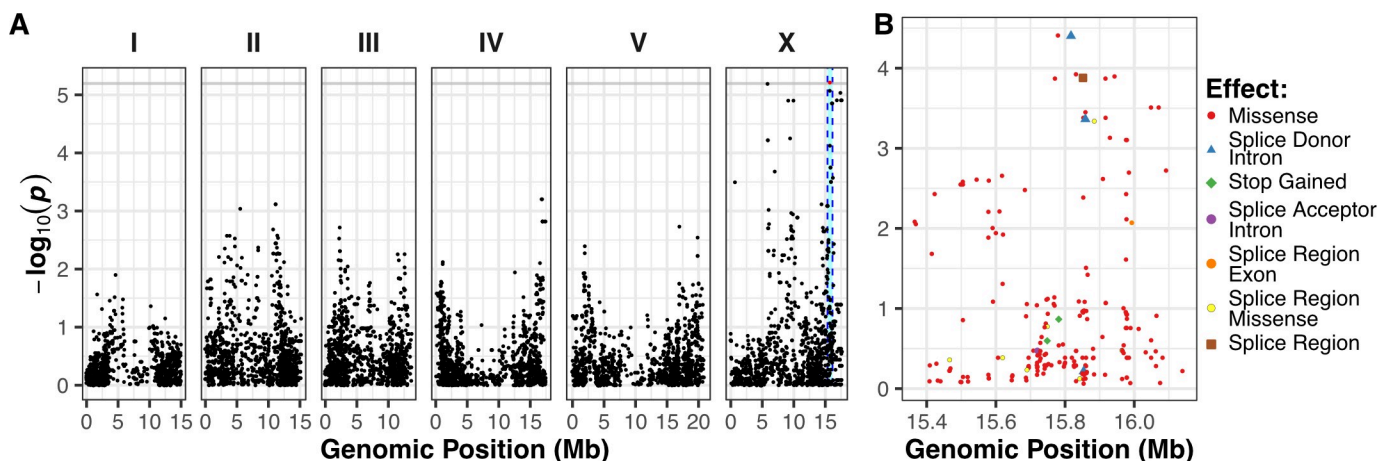 A
I II III IV V X
5
4
3
2
1
0
−log10(p)
0 5 10 15 0 5 10 15 0 5 10 0 5 10 15 0 5 10 15 20 0 5 10 15
Genomic Position (Mb)
B
4
3
2
1
0
15.4 15.6 15.8 16.0
Genomic Position (Mb)
Effect:
Missense
Splice Donor
Intron
Stop Gained
Splice Acceptor
Intron
Splice Region
Exon
Splice Region
Missense
Splice Region